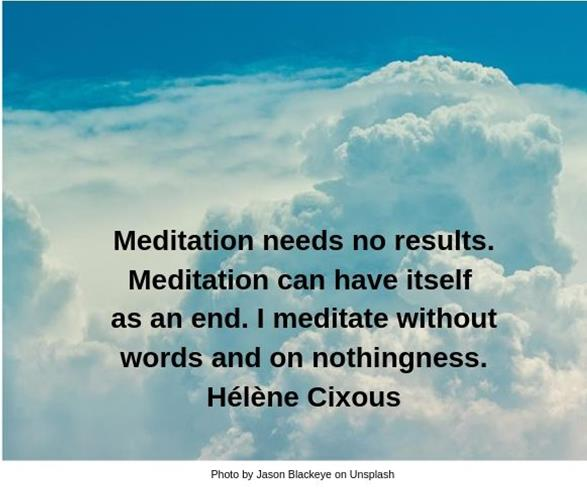 Meditation needs no results.
Meditation can have itself
as an end. I meditate without
words and on nothingness.
Hélène Cixous
Photo by Jason Blackeye on Unsplash